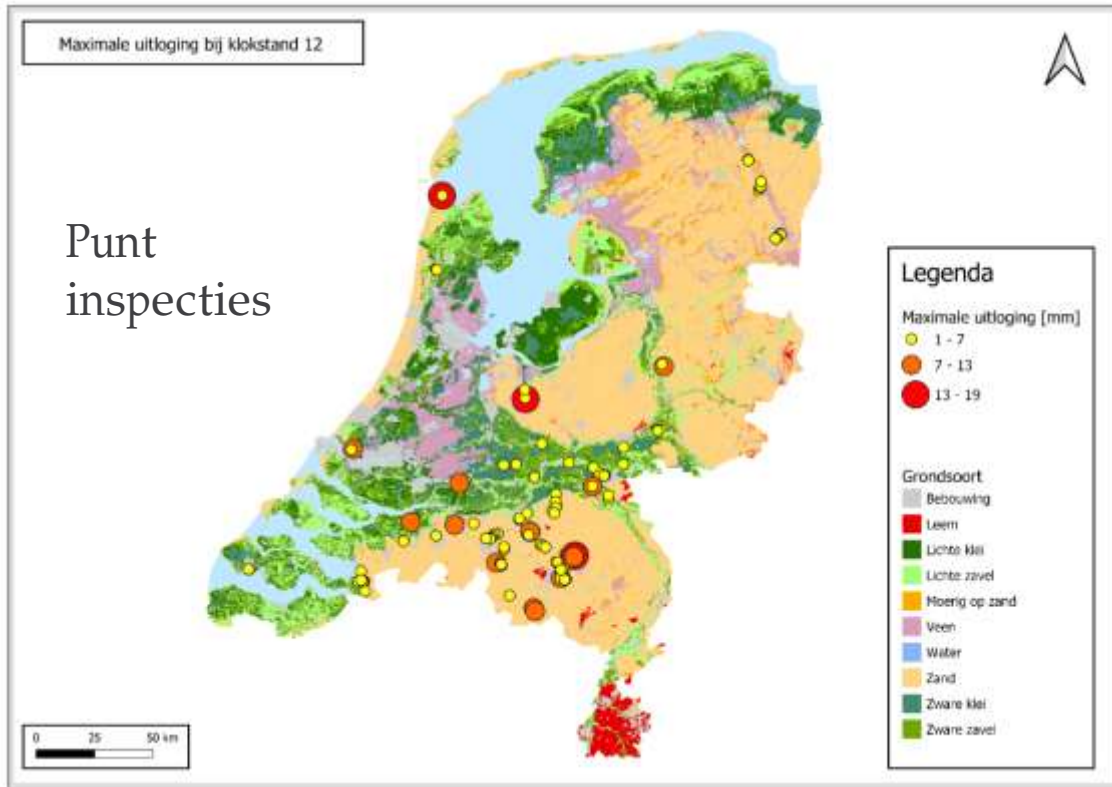 Maximale uitloging bij klokstand 12
Punt
inspecties
Legenda
Maximale uitloging [mm]
1 - 7
7 - 13
13 - 19
Grondsoort
Bebouwing
Leem
Lichte klei
Lichte zavel
Moerig op zand
Veen
Water
Zand
Zware klei
Zware zavel
0 25 50 km